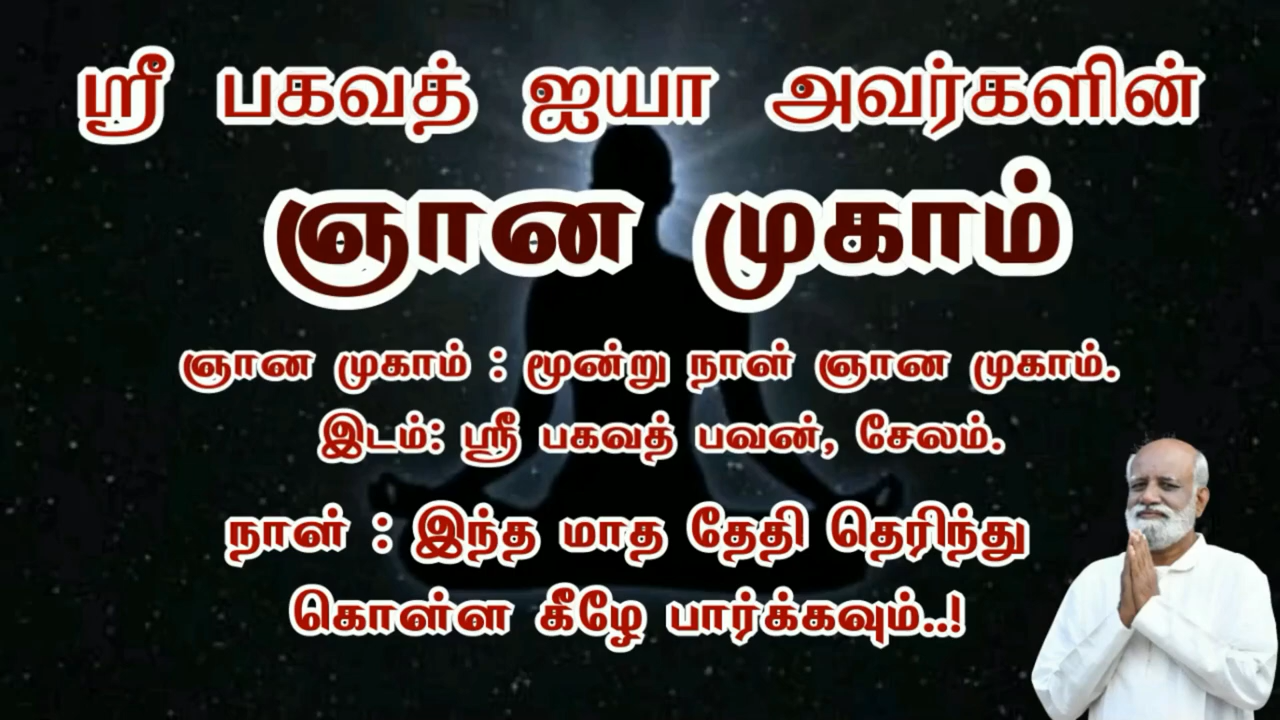 ஸ்ரீ பகவத் ஐயா அவர்களின்
ஞான முகாம்
ஞான முகாம் : மூன்று நாள் ஞான முகாம்.
இடம்: ஸ்ரீ பகவத் பவன், சேலம்.
நாள் : இந்த மாத தேதி தெரிந்து
கொள்ள கீழே பார்க்கவும்..!